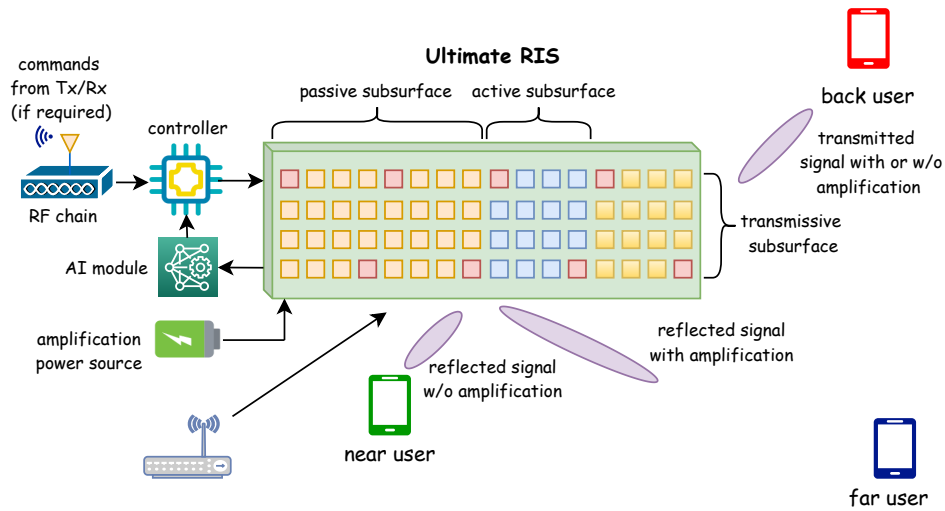 Ultimate RIS
commands
from Tx/Rx
(if required)
passive subsurface
active subsurface
back user
controller
transmitted
signal with or w/o
amplification
RF chain
transmissive
subsurface
AI module
amplification
power source
reflected signal
with amplification
reflected signal
w/o amplification
near user
far user